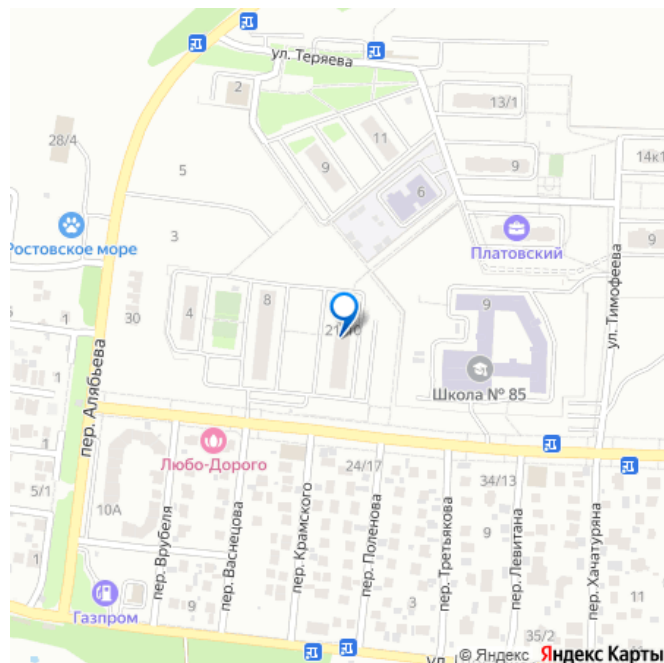 ул. Теряева
2
13/1
28/4
11
14к1
5
9
9
6
Ростовское море
3
Платовский
9
ул. Тимофеева
30
4
8
9
1
Школа № 85
1
пер. Алябьева
Любо-Дорого
24/17
34/13
5/1
10А
пер. Врубеля
пер. Васнецова
пер. Крамского
пер. Поленова
пер. Третьякова
пер. Левитана
пер. Хачатуряна
9
1
Газпром
9
3
11
11
35/2
ул.
© Яндекс Яндекс Карты